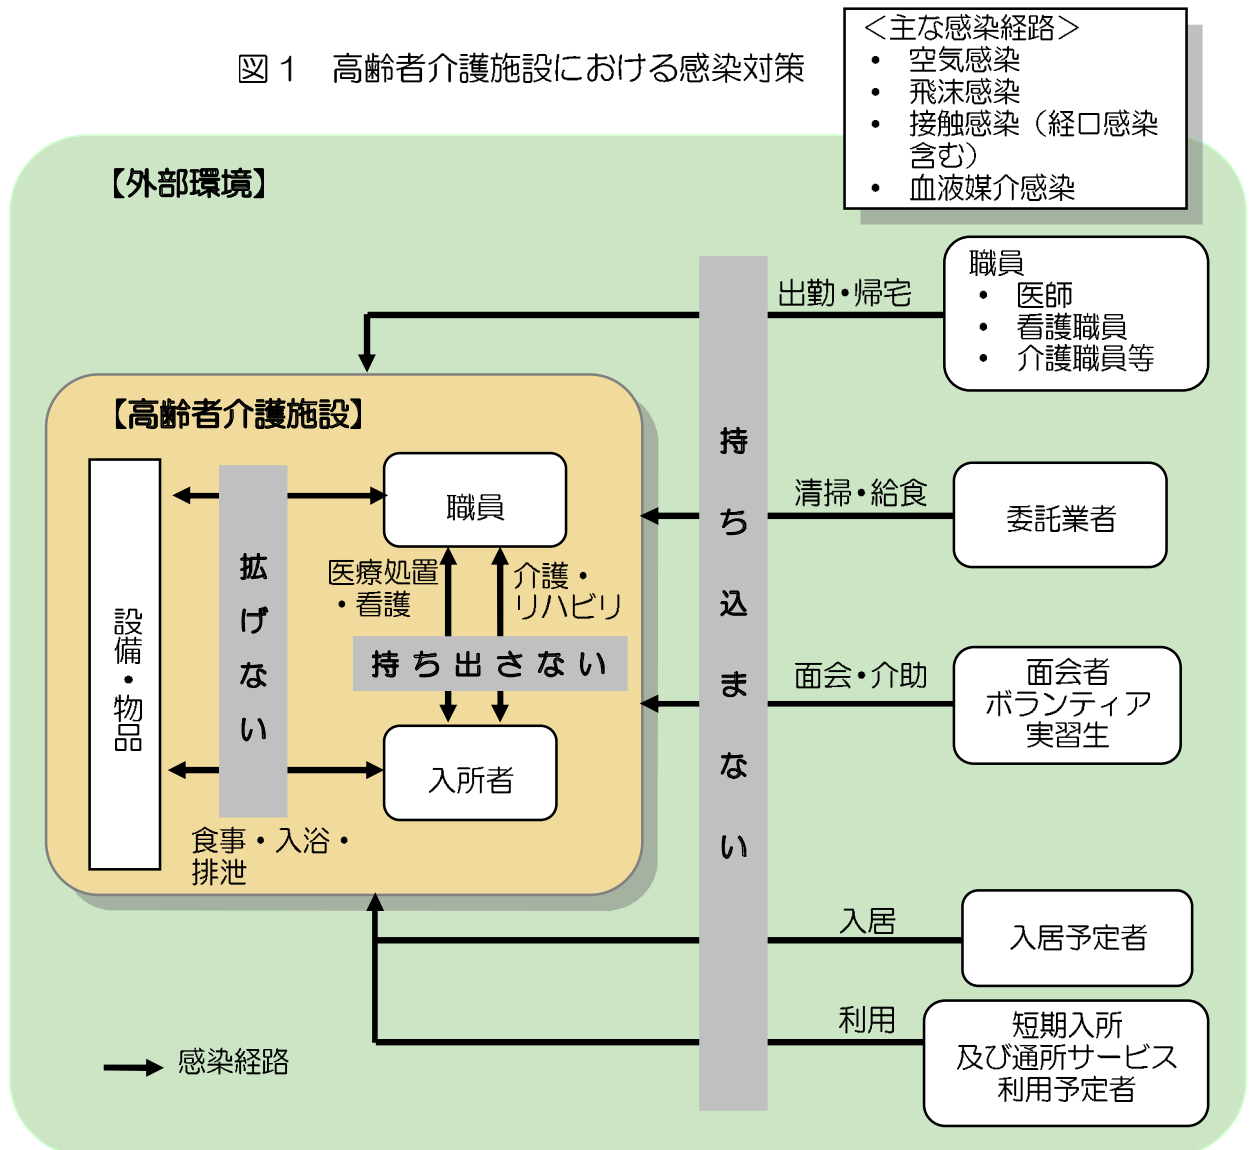 図１　高齢者介護施設における感染対策
＜主な感染経路＞
• 空気感染
• 飛沫感染
• 接触感染（経口感染
含む）
• 血液媒介感染
【外部環境】
職員
• 医師
• 看護職員
• 介護職員等
出勤・帰宅
【高齢者介護施設】
持ち込まない
職員
清掃・給食
委託業者
拡げない
医療処置
・看護
介護・
リハビリ
設備・物品
持ち出さない
面会・介助
面会者
ボランティア
実習生
入所者
食事・入浴・
排泄
入居
入居予定者
利用
短期入所
及び通所サービス
利用予定者
感染経路